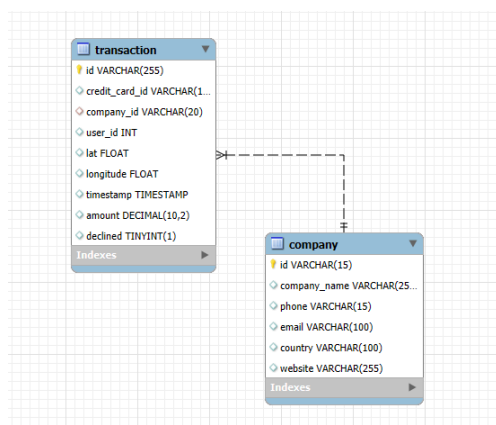 transaction
id VARCHAR(255)
credit_card_id VARCHAR(1...
company_id VARCHAR(20)
user_id INT
lat FLOAT
longitude FLOAT
timestamp TIMESTAMP
amount DECIMAL(10,2)
declined TINYINT(1)
Indexes
company
id VARCHAR(15)
company_name VARCHAR(25...
phone VARCHAR(15)
email VARCHAR(100)
country VARCHAR(100)
website VARCHAR(255)
Indexes